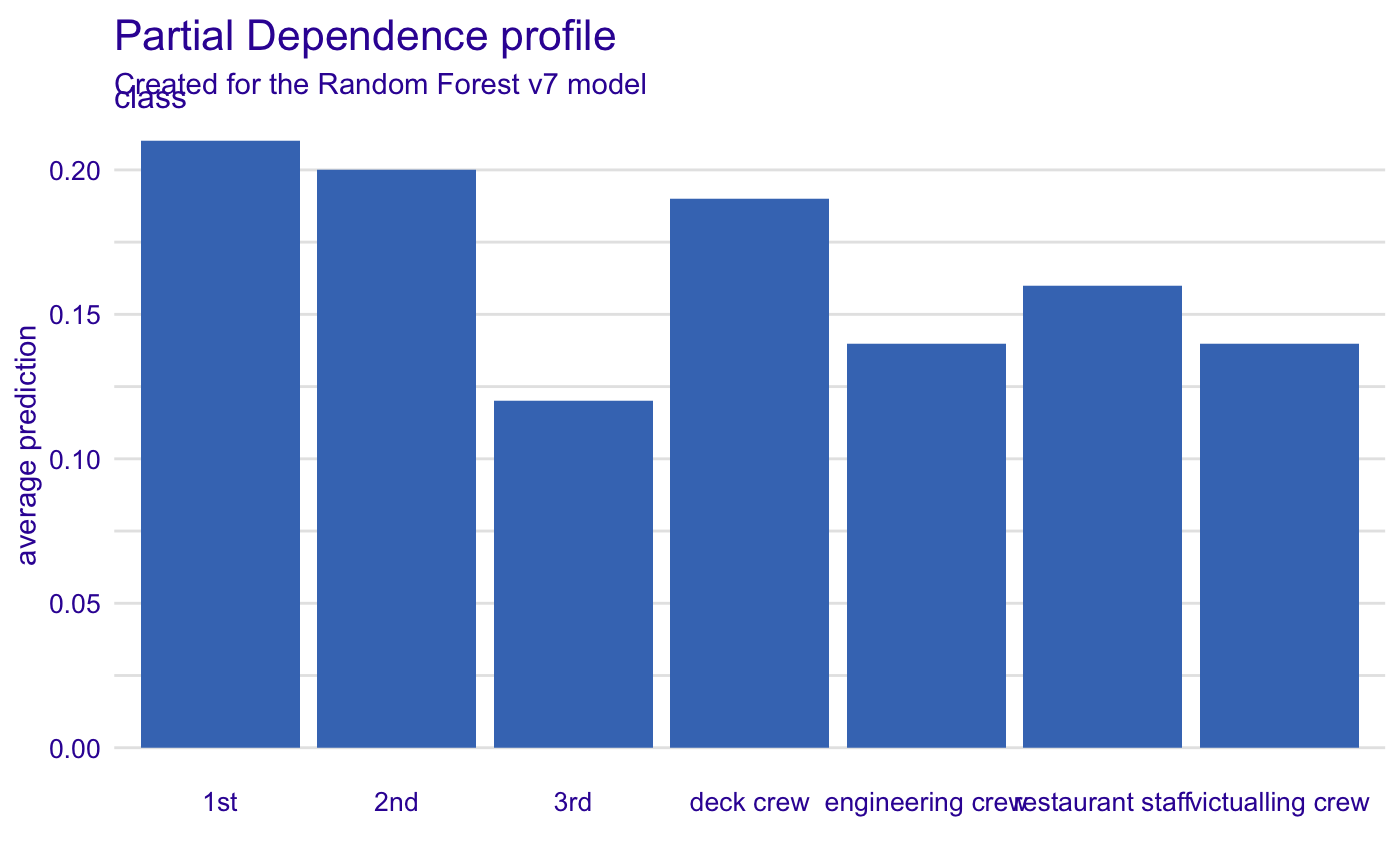 Partial Dependence profile
Created for the Random Forest v7 model
class
average prediction
0.20
0.15
0.10
0.05
0.00
1st
2nd
3rd
deck crew
engineering crew
restaurant staff
victualling crew